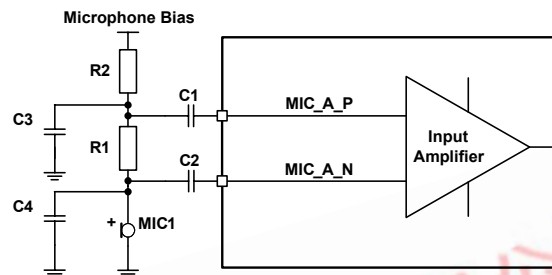 Microphone Bias
R2
C1
MIC_A_P
C3
R1
Input
Amplifier
C2
MIC_A_N
C4
+
MIC1